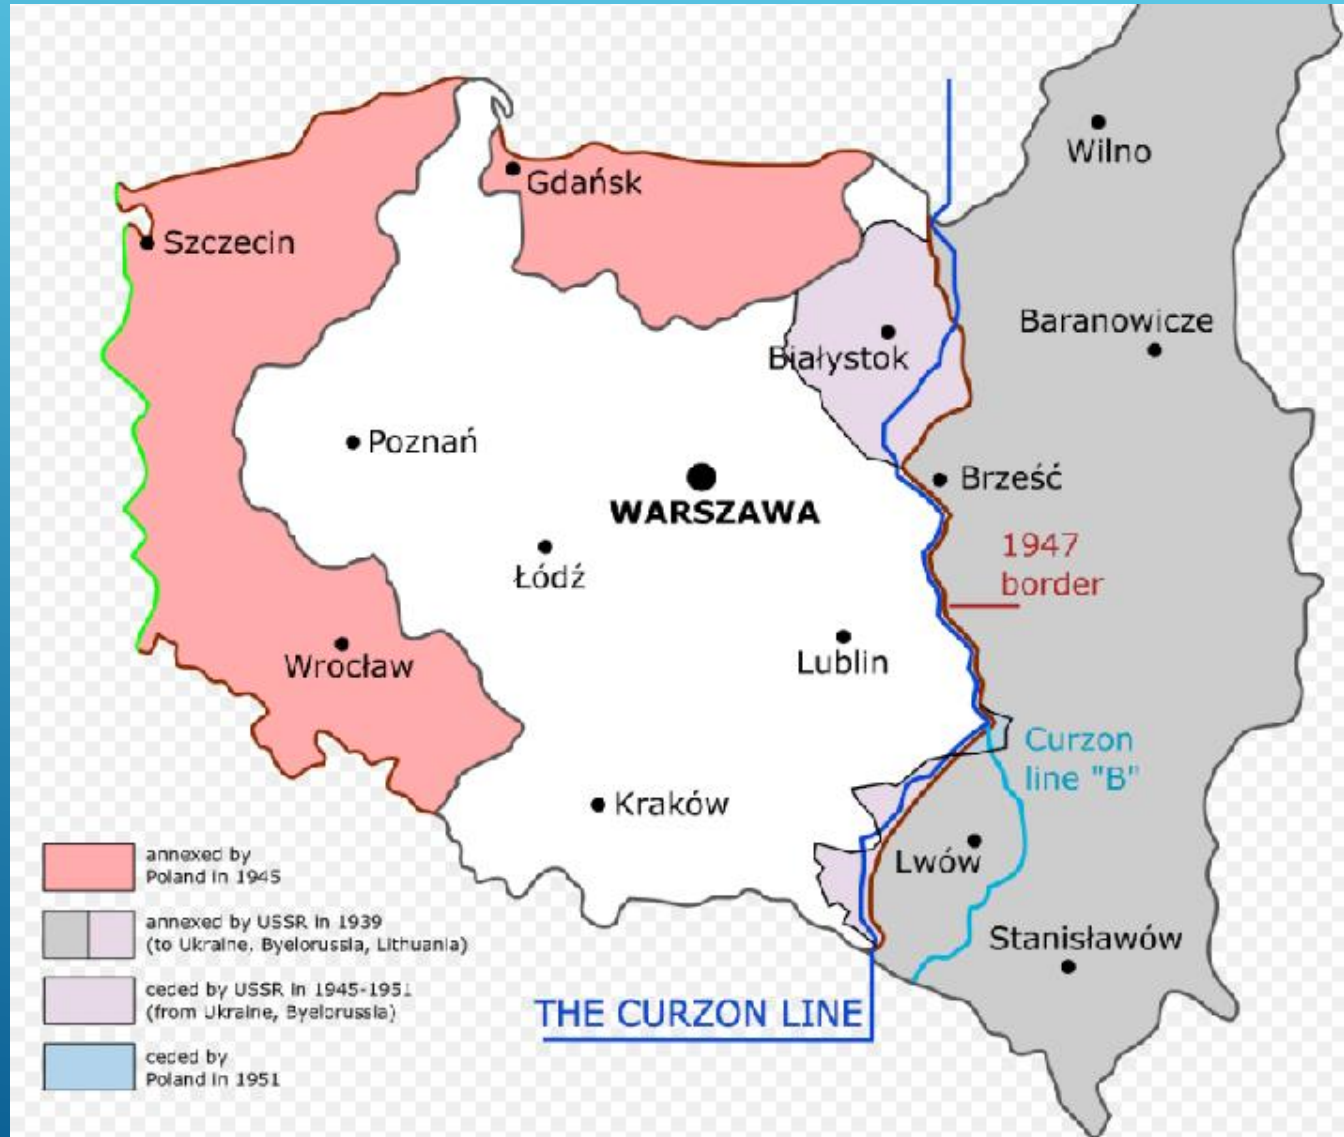 Wilno
Gdańsk
Szczecin
Baranowicze
Białystok
Poznań
Brześć
WARSZAWA
1947
border
Łódź
Lublin
Wrocław
Curzon
line "B"
Kraków
Lwów
Stanisławów
THE CURZON LINE
annexed by
Poland in 1945
annexed by USSR in 1939
(to Ukraine, Byelorussia, Lithuania)
ceded by USSR in 1945-1951
(from Ukraine, Byelorussia)
ceded by
Poland in 1951